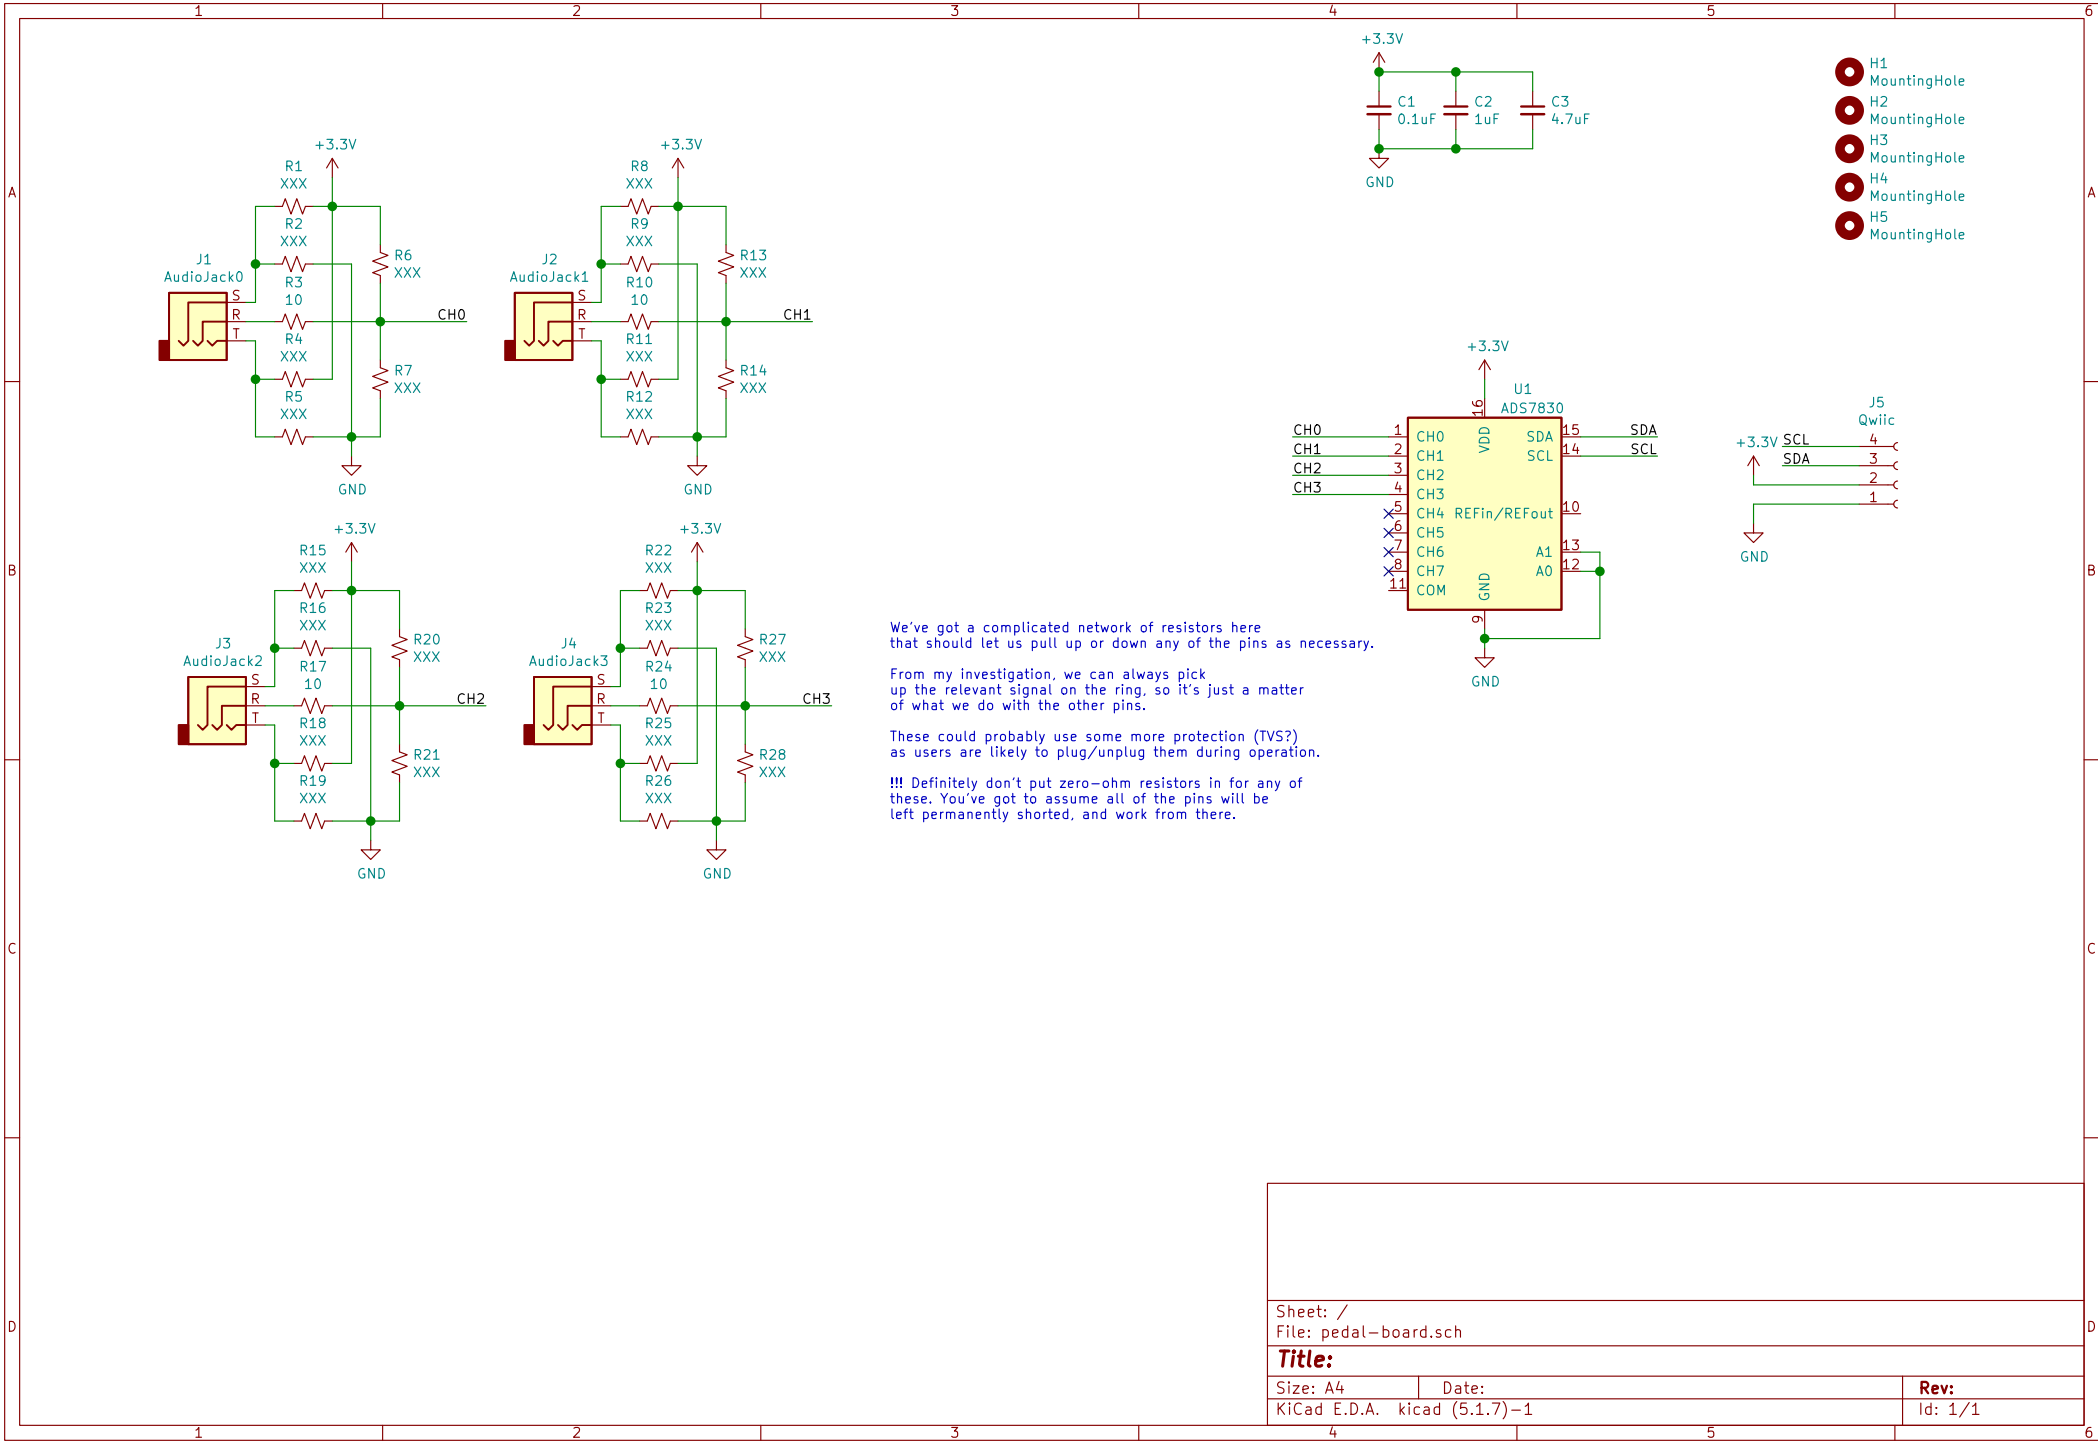 1 2 3 4 5 6
A
B
C
D
+3.3V
R1
XXX
R2
XXX
J1
AudioJack0
R3
10
S
R
T
R4
XXX
R5
XXX
R6
XXX
R7
XXX
CH0
GND
+3.3V
R8
XXX
R9
XXX
J2
AudioJack1
R10
10
S
R
T
R11
XXX
R12
XXX
R13
XXX
R14
XXX
CH1
GND
+3.3V
R15
XXX
R16
XXX
J3
AudioJack2
R17
10
S
R
T
R18
XXX
R19
XXX
R20
XXX
R21
XXX
CH2
GND
+3.3V
R22
XXX
R23
XXX
J4
AudioJack3
R24
10
S
R
T
R25
XXX
R26
XXX
R27
XXX
R28
XXX
CH3
GND
+3.3V
C1
0.1uF
C2
1uF
C3
4.7uF
GND
H1
MountingHole
H2
MountingHole
H3
MountingHole
H4
MountingHole
H5
MountingHole
+3.3V
U1
ADS7830
16
VDD
CH0 1 CH0
CH1 2 CH1
CH2 3 CH2
CH3 4 CH3
5 CH4
6 CH5
7 CH6
8 CH7
11 COM
SDA 15 SDA
SCL 14 SCL
REFin/REFout 10
A1 13
A0 12
GND
9
GND
J5
Qwiic
+3.3V
SCL 4
SDA 3
2
1
GND
We've got a complicated network of resistors here
that should let us pull up or down any of the pins as necessary.
From my investigation, we can always pick
up the relevant signal on the ring, so it's just a matter
of what we do with the other pins.
These could probably use some more protection (TVS?)
as users are likely to plug/unplug them during operation.
!!! Definitely don't put zero-ohm resistors in for any of
these. You've got to assume all of the pins will be
left permanently shorted, and work from there.
Sheet: /
File: pedal-board.sch
Title:
Size: A4 Date: Rev:
KiCad E.D.A. kicad (5.1.7)-1 Id: 1/1
A
B
C
D
1 2 3 4 5 6